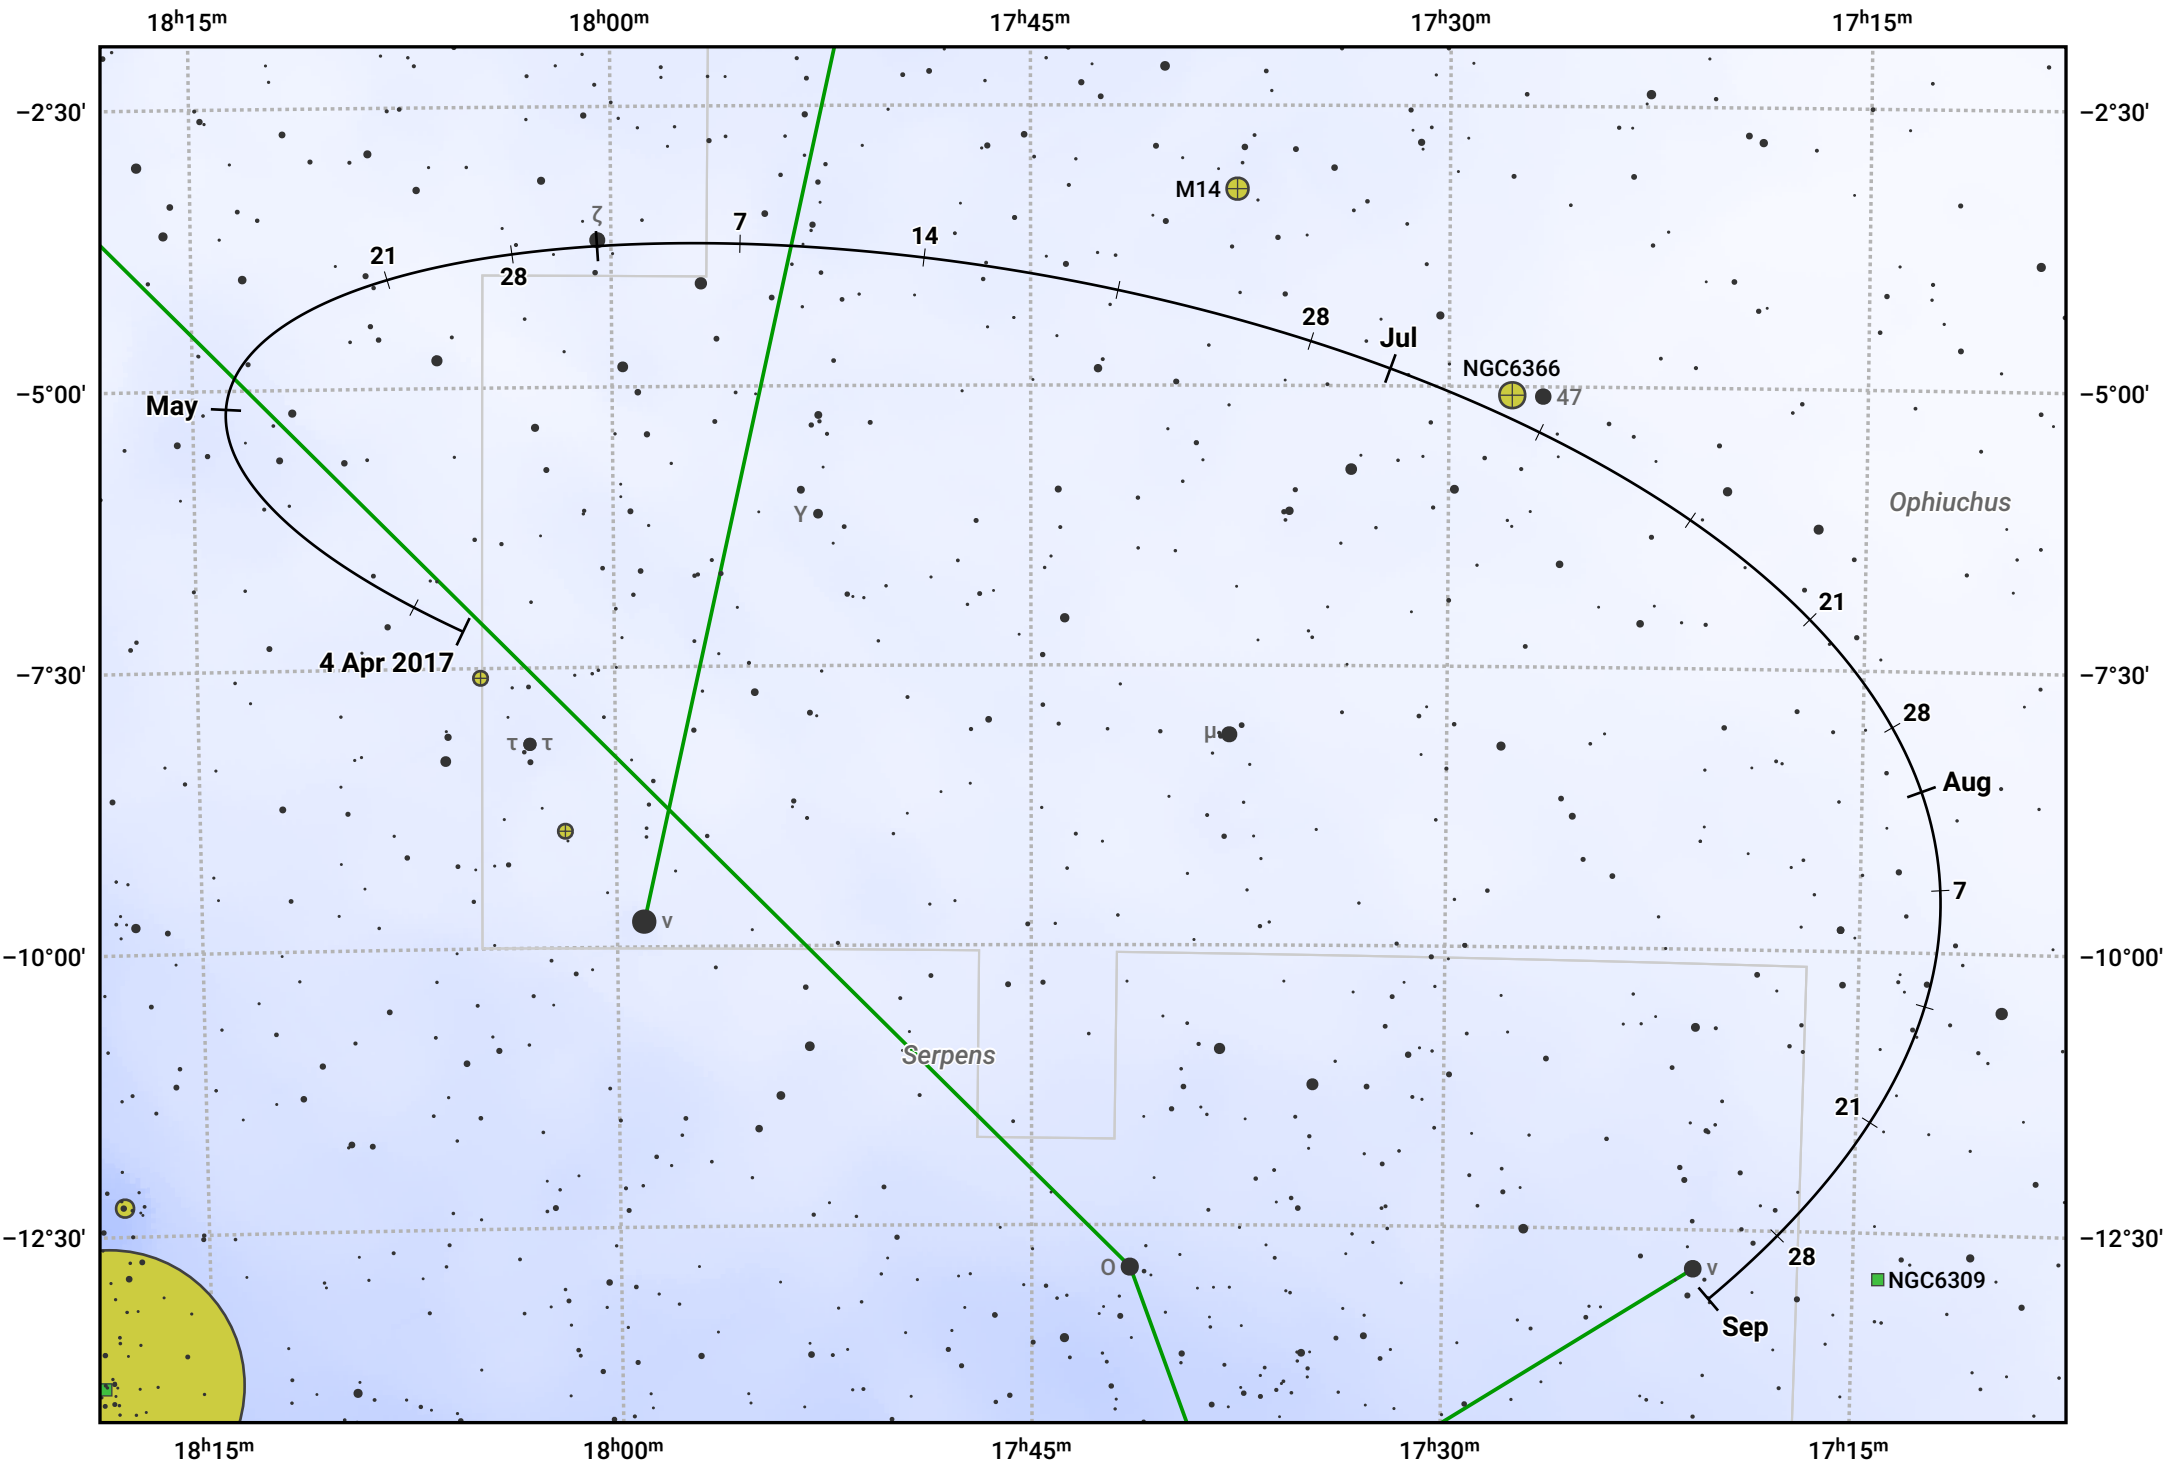 18ʰ15ᵐ 18ʰ00ᵐ 17ʰ45ᵐ 17ʰ30ᵐ 17ʰ15ᵐ
−2°30' −2°30'
M14
ζ 7
14
21
28
28
Jul
NGC6366
47
−5°00' −5°00'
May
Ophiuchus
Υ
21
4 Apr 2017
−7°30' −7°30'
28
μ
τ τ
Aug
7
ν
−10°00' −10°00'
Serpens
21
−12°30' −12°30'
28
ο ν
NGC6309
Sep
18ʰ15ᵐ 18ʰ00ᵐ 17ʰ45ᵐ 17ʰ30ᵐ 17ʰ15ᵐ